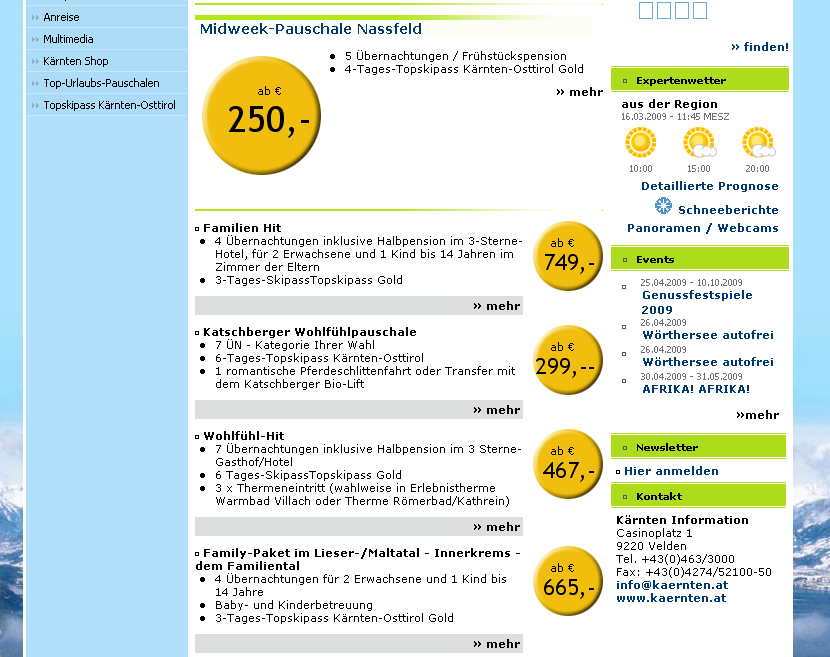 Anreise
Multimedia
Kärnten Shop
Top-Urlaubs-Pauschalen
Topskipass Kärnten-Osttirol
Midweek-Pauschale Nassfeld
ab €
250,-
5 Übernachtungen / Frühstückspension
4-Tages-Topskipass Kärnten-Osttirol Gold
» mehr
Familien Hit
4 Übernachtungen inklusive Halbpension im 3-Sterne-
Hotel, für 2 Erwachsene und 1 Kind bis 14 Jahren im
Zimmer der Eltern
3-Tages-SkipassTopskipass Gold
» mehr
ab €
749,-
Katschberger Wohlfühlpauschale
7 ÜN - Kategorie Ihrer Wahl
6-Tages-Topskipass Kärnten-Osttirol
1 romantische Pferdeschlittenfahrt oder Transfer mit
dem Katschberger Bio-Lift
» mehr
ab €
299,--
Wohlfühl-Hit
7 Übernachtungen inklusive Halbpension im 3 Sterne-
Gasthof/Hotel
6 Tages-SkipassTopskipass Gold
3 x Thermeneintritt (wahlweise in Erlebnistherme
Warmbad Villach oder Therme Römerbad/Kathrein)
» mehr
ab €
467,-
Family-Paket im Lieser-/Maltatal - Innerkrems -
dem Familiental
4 Übernachtungen für 2 Erwachsene und 1 Kind bis
14 Jahre
Baby- und Kinderbetreuung
3-Tages-Topskipass Kärnten-Osttirol Gold
» mehr
ab €
665,-
» finden!
Expertenwetter
aus der Region
16.03.2009 - 11:45 MESZ
10:00 15:00 20:00
Detaillierte Prognose
Schneeberichte
Panoramen / Webcams
Events
25.04.2009 - 10.10.2009
Genussfestspiele
2009
26.04.2009
Wörthersee autofrei
26.04.2009
Wörthersee autofrei
30.04.2009 - 31.05.2009
AFRIKA! AFRIKA!
»mehr
Newsletter
Hier anmelden
Kontakt
Kärnten Information
Casinoplatz 1
9220 Velden
Tel. +43(0)463/3000
Fax: +43(0)4274/52100-50
info@kaernten.at
www.kaernten.at